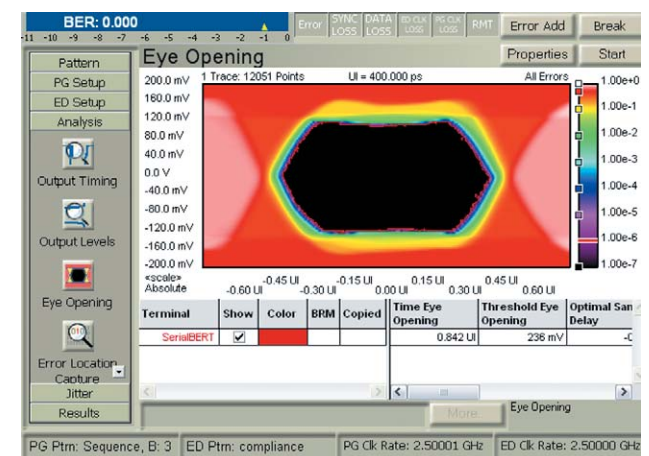 BER: 0.000
-11 -10 -9 -8 -7 -6 -5 -4 -3 -2 -1 0
Error
SYNC LOSS
DATA LOSS
ED CLK LOSS
PG CLK LOSS
RMT
Error Add
Break
Eye Opening
Properties
Start
Pattern
PG Setup
ED Setup
Analysis
Output Timing
Output Levels
Eye Opening
Error Location Capture
Jitter
Results
1 Trace: 12051 Points
UI = 400.000 ps
All Errors
200.0 mV
160.0 mV
120.0 mV
80.0 mV
40.0 mV
0.0 V
-40.0 mV
-80.0 mV
-120.0 mV
-160.0 mV
-200.0 mV
1.00e+0
1.00e-1
1.00e-2
1.00e-3
1.00e-4
1.00e-5
1.00e-6
1.00e-7
«scale»
Absolute
-0.60 UI -0.45 UI -0.30 UI -0.15 UI 0.00 UI 0.15 UI 0.30 UI 0.45 UI 0.60 UI
Terminal Show Color BRM Copied Time Eye Opening Threshold Eye Opening Optimal San Delay
SerialBERT 0.842 UI 236 mV
More
Eye Opening
PG Ptrn: Sequence, B: 3 ED Ptrn: compliance PG Clk Rate: 2.50001 GHz ED Clk Rate: 2.50000 GHz